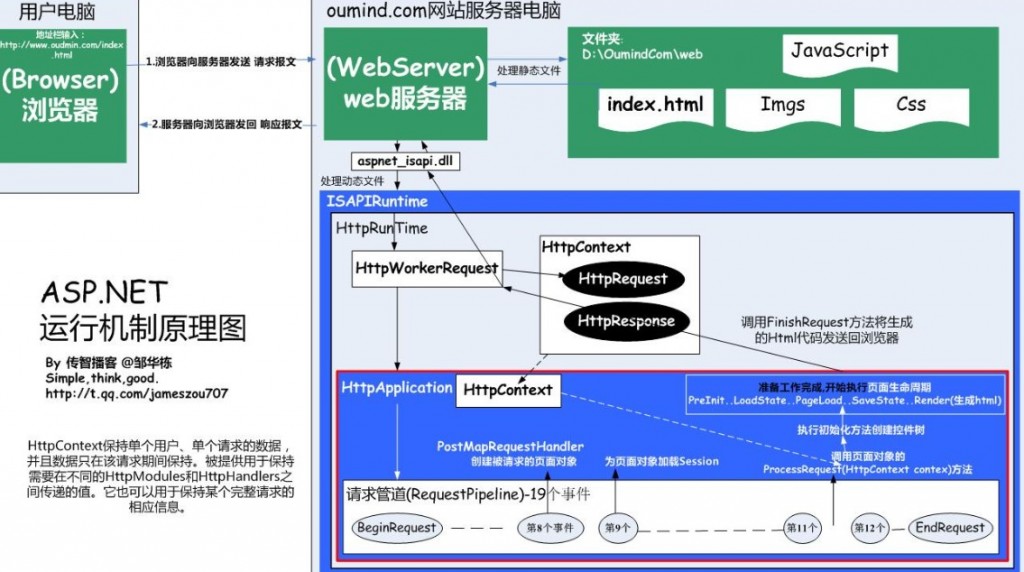 用户电脑
地址栏输入：
http://www.oudmin.com/index
.html
(Browser)
浏览器
1.浏览器向服务器发送 请求报文
2.服务器向浏览器发回 响应报文
oumind.com网站服务器电脑
(WebServer)
web服务器
处理静态文件
文件夹:
D:\OumindCom\web
JavaScript
index.html
Imgs
Css
aspnet_isapi.dll
处理动态文件
ISAPIRuntime
HttpRunTime
HttpWorkerRequest
HttpContext
HttpRequest
HttpResponse
调用FinishRequest方法将生成
的Html代码发送回浏览器
ASP.NET
运行机制原理图
By 传智播客 @邹华栋
Simple,think,good.
http://t.qq.com/jameszou707
HttpContext保持单个用户、单个请求的数据，
并且数据只在该请求期间保持。被提供用于保持
需要在不同的HttpModules和HttpHandlers之
间传递的值。它也可以用于保持某个完整请求的
相应信息。
HttpApplication
HttpContext
准备工作完成,开始执行页面生命周期
PreInit..LoadState..PageLoad..SaveState..Render(生成html)
执行初始化方法创建控件树
调用页面对象的
ProcessRequest(HttpContext contex)方法
PostMapRequestHandler
创建被请求的页面对象
为页面对象加载Session
请求管道(RequestPipeline)-19个事件
BeginRequest
第8个事件
第9个
第11个
第12个
EndRequest